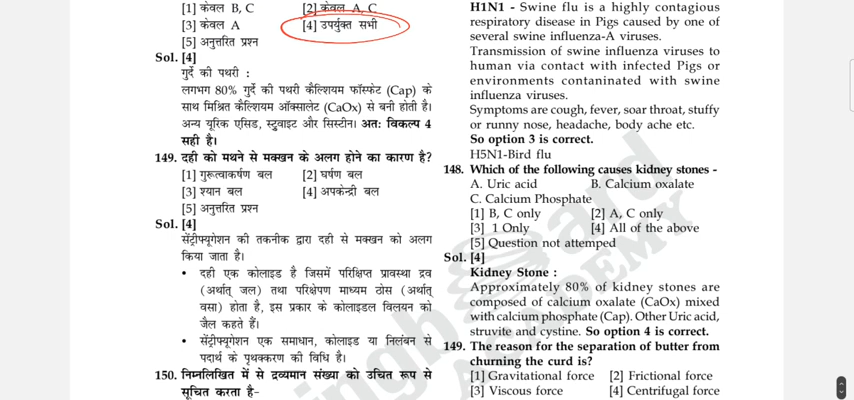 [1] केवल B, C [2] केवल A, C
[3] केवल A [4] उपर्युक्त सभी
[5] अनुत्तरित प्रश्न
Sol. [4]
गुर्दे की पथरी :
लगभग 80% गुर्दे की पथरी कैल्शियम फॉस्फेट (Cap) के
साथ मिश्रित कैल्शियम ऑक्सालेट (CaOx) से बनी होती है।
अन्य यूरिक एसिड, स्ट्रुवाइट और सिस्टीन। अतः विकल्प 4
सही है।
149. दही को मथने से मक्खन के अलग होने का कारण है?
[1] गुरूत्वाकर्षण बल [2] घर्षण बल
[3] श्यान बल [4] अपकेन्द्री बल
[5] अनुत्तरित प्रश्न
Sol. [4]
सेंट्रीफ्यूगेशन की तकनीक द्वारा दही से मक्खन को अलग
किया जाता है।
• दही एक कोलाइड है जिसमें परिक्षिप्त प्रावस्था द्रव
(अर्थात् जल) तथा परिक्षेपण माध्यम ठोस (अर्थात्
वसा) होता है, इस प्रकार के कोलाइडल विलयन को
जैल कहते हैं।
• सेंट्रीफ्यूगेशन एक समाधान, कोलाइड या निलंबन से
पदार्थ के पृथक्करण की विधि है।
150. निम्नलिखित में से द्रव्यमान संख्या को उचित रूप से
सूचित करता है-
H1N1 - Swine flu is a highly contagious
respiratory disease in Pigs caused by one of
several swine influenza-A viruses.
Transmission of swine influenza viruses to
human via contact with infected Pigs or
environments contaninated with swine
influenza viruses.
Symptoms are cough, fever, soar throat, stuffy
or runny nose, headache, body ache etc.
So option 3 is correct.
H5N1-Bird flu
148. Which of the following causes kidney stones -
A. Uric acid B. Calcium oxalate
C. Calcium Phosphate
[1] B, C only [2] A, C only
[3] 1 Only [4] All of the above
[5] Question not attemped
Sol. [4]
Kidney Stone :
Approximately 80% of kidney stones are
composed of calcium oxalate (CaOx) mixed
with calcium phosphate (Cap). Other Uric acid,
struvite and cystine. So option 4 is correct.
149. The reason for the separation of butter from
churning the curd is?
[1] Gravitational force [2] Frictional force
[3] Viscous force [4] Centrifugal force